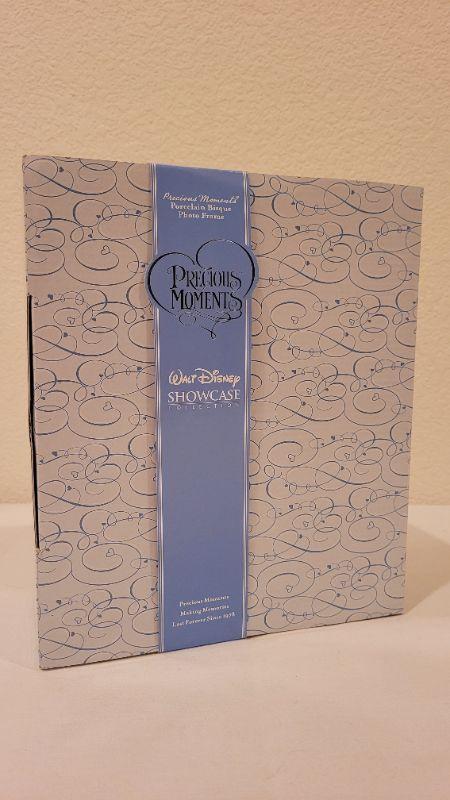 Precious Moments®
Porcelain Bisque
Photo Frame
PRECIOUS
MOMENTS
WALT DISNEY
SHOWCASE
COLLECTION
Precious Moments
Making Memories
Last Forever Since 1978